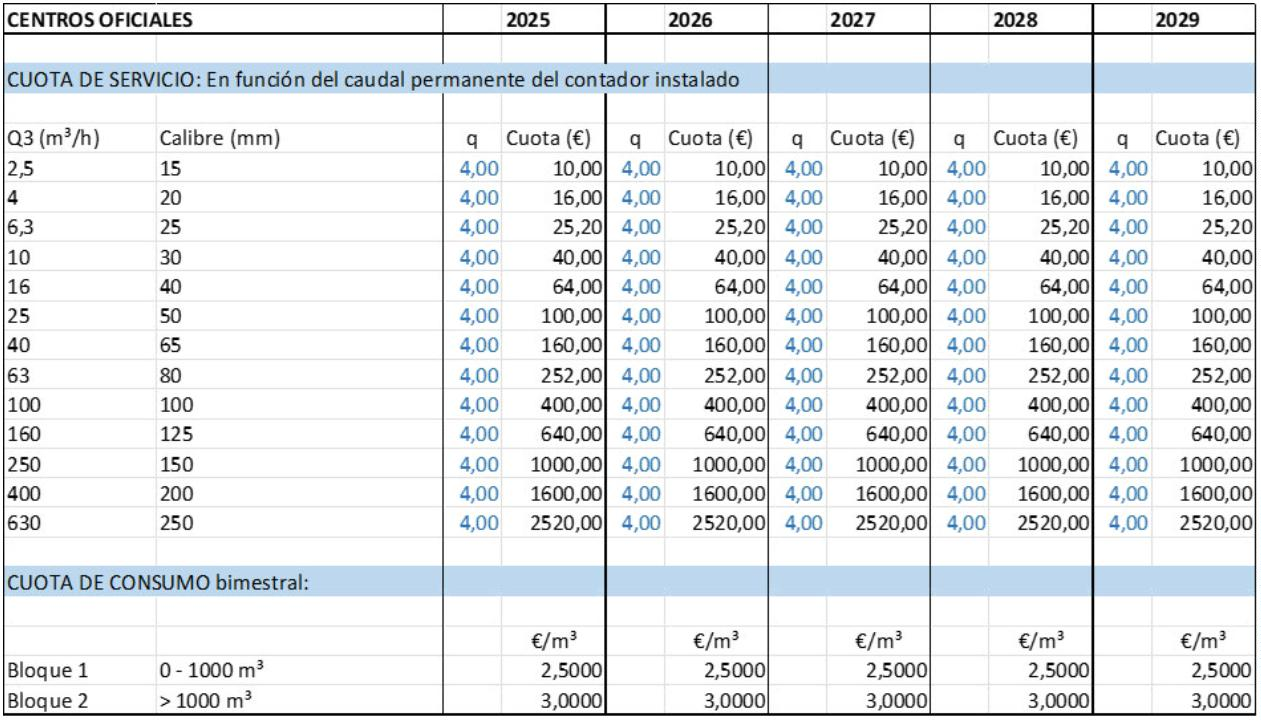 CENTROS OFICIALES 2025 2026 2027 2028 2029
CUOTA DE SERVICIO: En función del caudal permanente del contador instalado
Q3 (m³/h) Calibre (mm) q Cuota (€) q Cuota (€) q Cuota (€) q Cuota (€) q Cuota (€)
2,5 15 4,00 10,00 4,00 10,00 4,00 10,00 4,00 10,00 4,00 10,00
4 20 4,00 16,00 4,00 16,00 4,00 16,00 4,00 16,00 4,00 16,00
6,3 25 4,00 25,20 4,00 25,20 4,00 25,20 4,00 25,20 4,00 25,20
10 30 4,00 40,00 4,00 40,00 4,00 40,00 4,00 40,00 4,00 40,00
16 40 4,00 64,00 4,00 64,00 4,00 64,00 4,00 64,00 4,00 64,00
25 50 4,00 100,00 4,00 100,00 4,00 100,00 4,00 100,00 4,00 100,00
40 65 4,00 160,00 4,00 160,00 4,00 160,00 4,00 160,00 4,00 160,00
63 80 4,00 252,00 4,00 252,00 4,00 252,00 4,00 252,00 4,00 252,00
100 100 4,00 400,00 4,00 400,00 4,00 400,00 4,00 400,00 4,00 400,00
160 125 4,00 640,00 4,00 640,00 4,00 640,00 4,00 640,00 4,00 640,00
250 150 4,00 1000,00 4,00 1000,00 4,00 1000,00 4,00 1000,00 4,00 1000,00
400 200 4,00 1600,00 4,00 1600,00 4,00 1600,00 4,00 1600,00 4,00 1600,00
630 250 4,00 2520,00 4,00 2520,00 4,00 2520,00 4,00 2520,00 4,00 2520,00
CUOTA DE CONSUMO bimestral:
€/m³ €/m³ €/m³ €/m³ €/m³
Bloque 1 0 - 1000 m³ 2,5000 2,5000 2,5000 2,5000 2,5000
Bloque 2 > 1000 m³ 3,0000 3,0000 3,0000 3,0000 3,0000